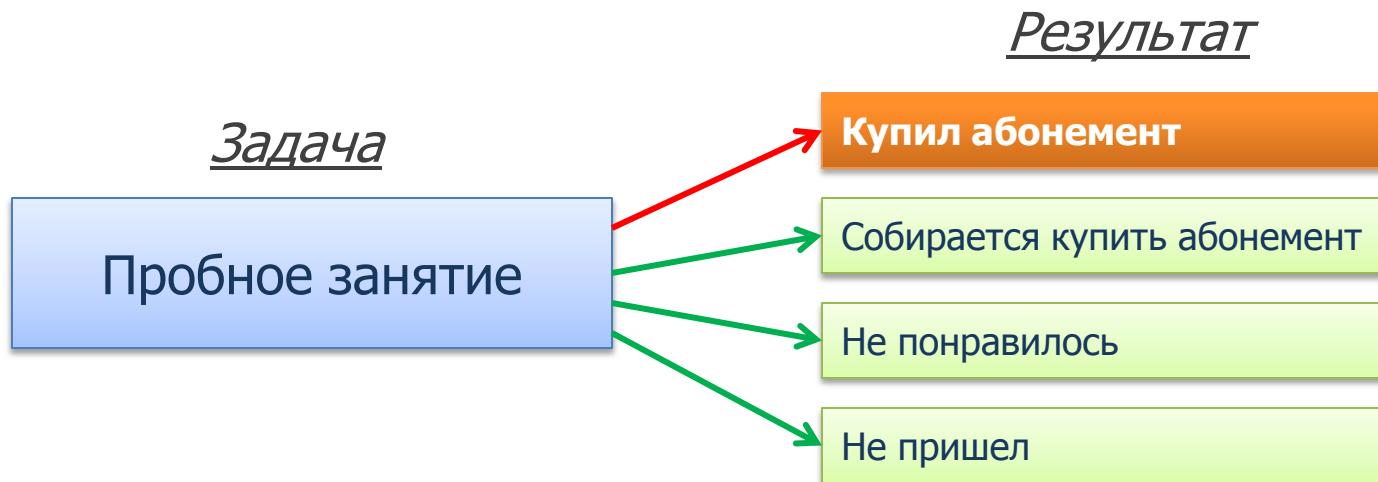 Результат
Задача
Купил абонемент
Пробное занятие
Собирается купить абонемент
Не понравилось
Не пришел